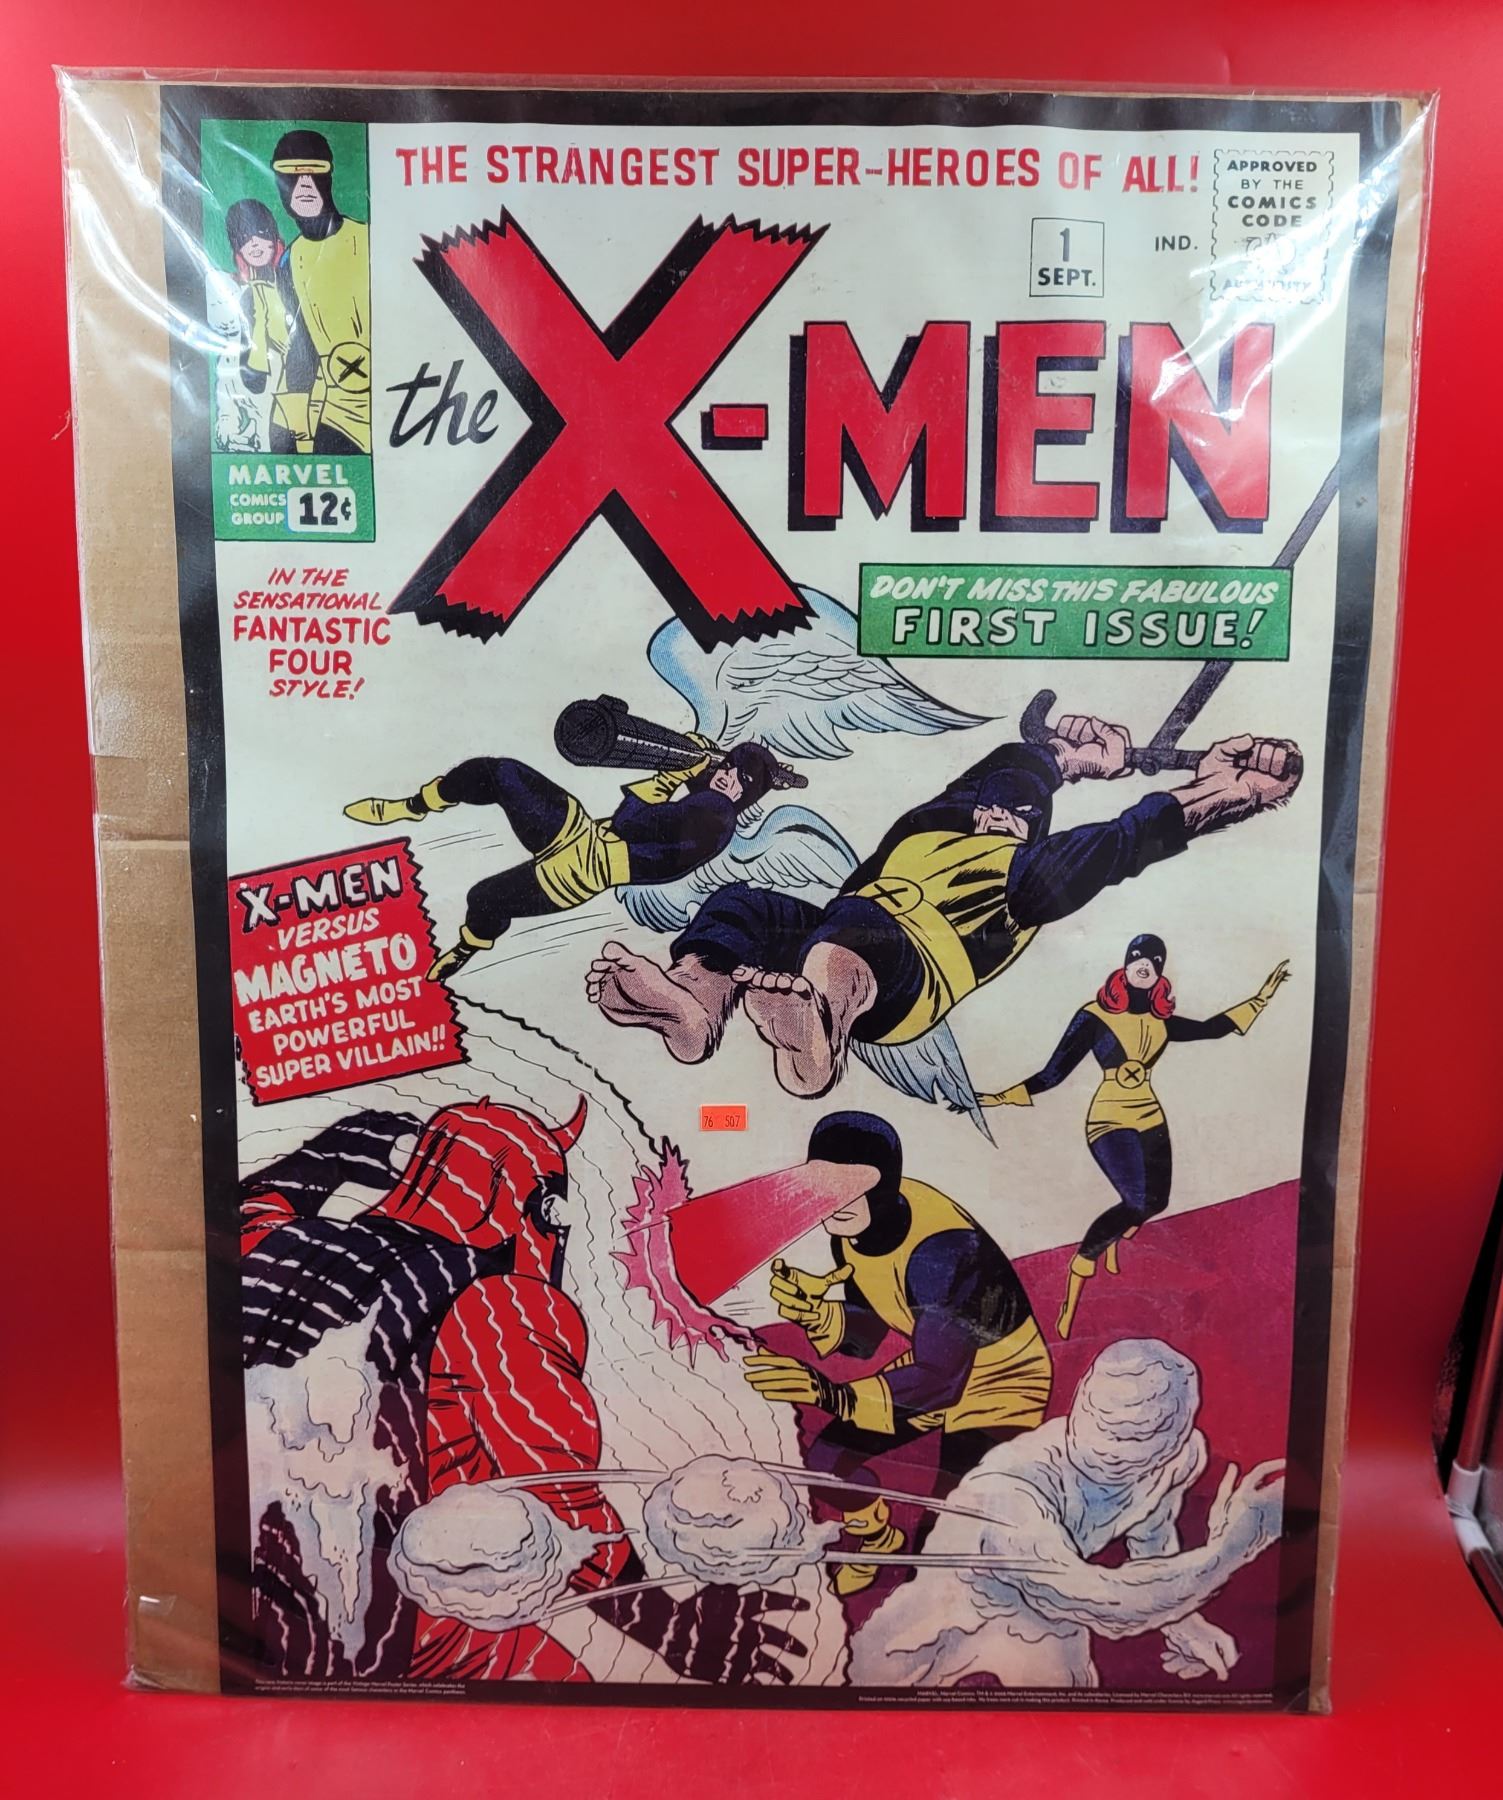 THE STRANGEST SUPER-HEROES OF ALL!
APPROVED
BY THE
COMICS
CODE
AUTHORITY
1
SEPT.
IND.
the X-MEN
MARVEL
COMICS
GROUP
12¢
IN THE
SENSATIONAL
FANTASTIC
FOUR
STYLE!
DON'T MISS THIS FABULOUS
FIRST ISSUE!
X-MEN
VERSUS
MAGNETO
EARTH'S MOST
POWERFUL
SUPER VILLAIN!!
X
X
X
76 507